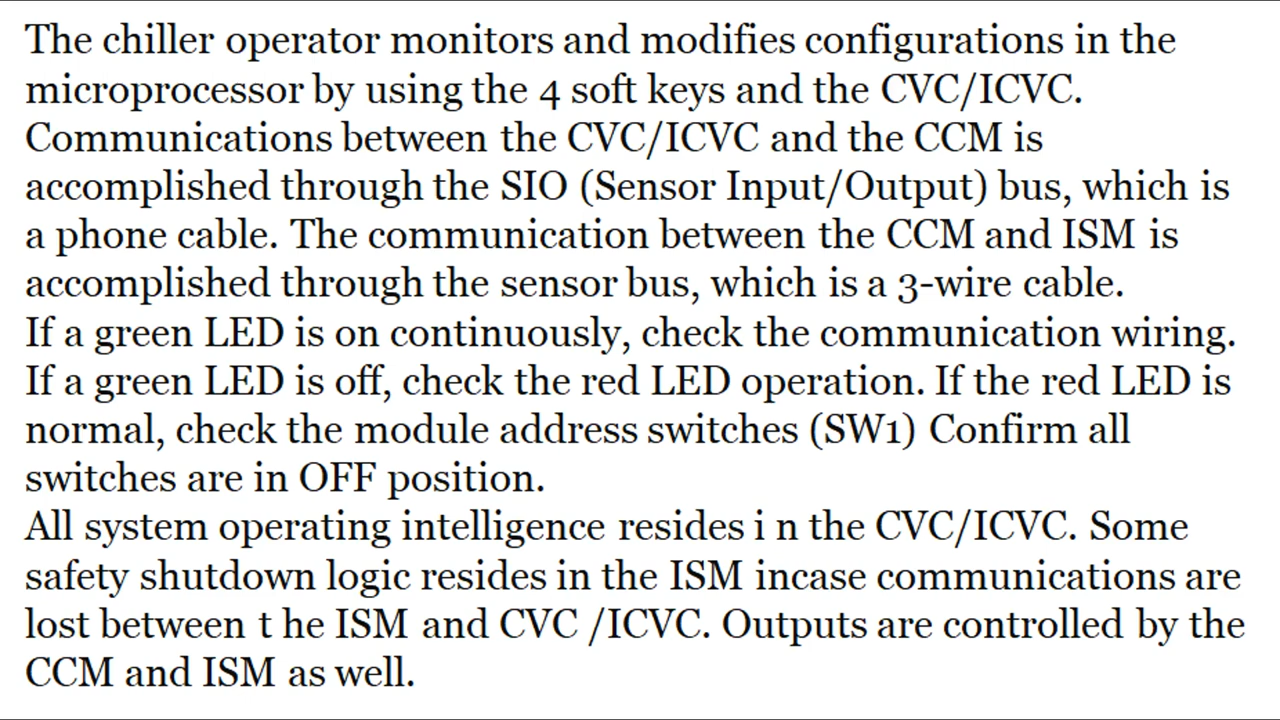 The chiller operator monitors and modifies configurations in the
microprocessor by using the 4 soft keys and the CVC/ICVC.
Communications between the CVC/ICVC and the CCM is
accomplished through the SIO (Sensor Input/Output) bus, which is
a phone cable. The communication between the CCM and ISM is
accomplished through the sensor bus, which is a 3-wire cable.
If a green LED is on continuously, check the communication wiring.
If a green LED is off, check the red LED operation. If the red LED is
normal, check the module address switches (SW1) Confirm all
switches are in OFF position.
All system operating intelligence resides i n the CVC/ICVC. Some
safety shutdown logic resides in the ISM incase communications are
lost between t he ISM and CVC /ICVC. Outputs are controlled by the
CCM and ISM as well.